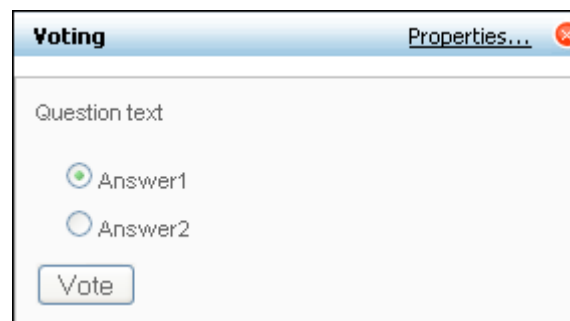 Voting Properties...
Question text
Answer1
Answer2
Vote